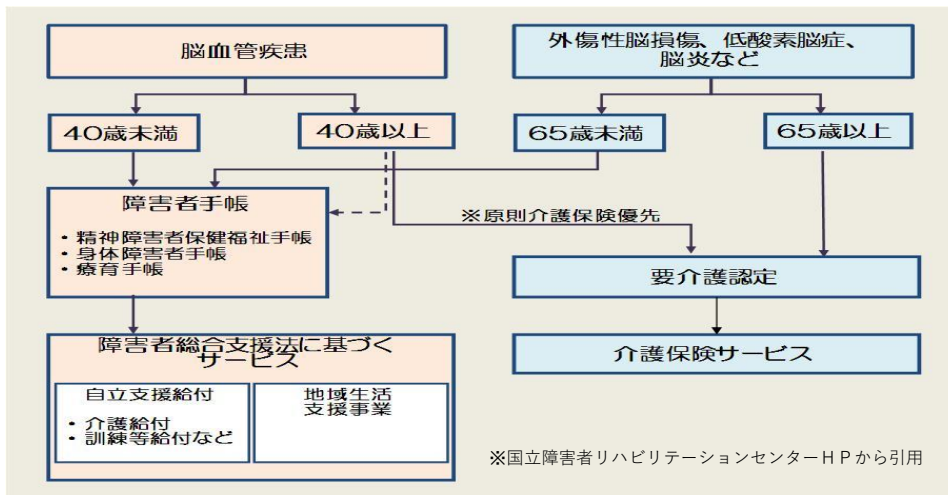 脳血管疾患
外傷性脳損傷、低酸素脳症、
脳炎など
40歳未満
40歳以上
65歳未満
65歳以上
障害者手帳
・精神障害者保健福祉手帳
・身体障害者手帳
・療育手帳
※原則介護保険優先
要介護認定
障害者総合支援法に基づく
サービス
介護保険サービス
自立支援給付
・介護給付
・訓練等給付など
地域生活
支援事業
※国立障害者リハビリテーションセンターHPから引用